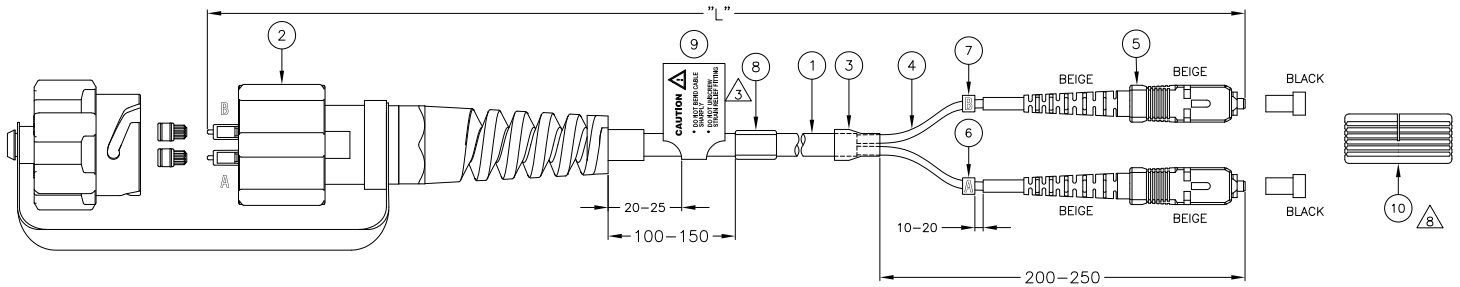 "L"
2
9
8
1
3
4
7
5
BEIGE
BEIGE
BLACK
CAUTION
• DO NOT BEND CABLE
SHARPLY
• DO NOT UNSCREW
STRAIN RELIEF FITTING
3
B
A
B
6
A
20-25
100-150
10-20
BEIGE
BEIGE
BLACK
10
8
200-250